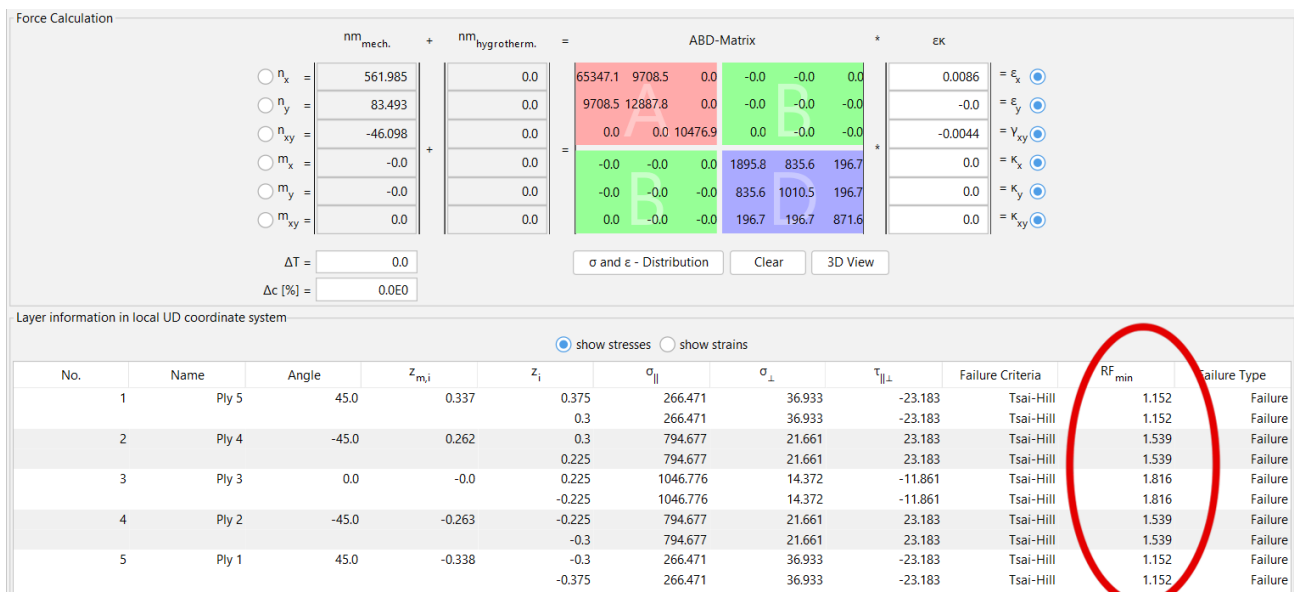 Force Calculation
nm mech. + nm hygrotherm. = ABD-Matrix * εκ
n x = 561.985 0.0 65347.1 9708.5 0.0 -0.0 -0.0 0.0 0.0086 = ε x
n y = 83.493 0.0 9708.5 12887.8 0.0 -0.0 -0.0 -0.0 -0.0 = ε y
n xy = -46.098 0.0 0.0 0.0 10476.9 0.0 -0.0 -0.0 -0.0044 = γ xy
A B
+ = *
m x = -0.0 0.0 -0.0 -0.0 0.0 1895.8 835.6 196.7 0.0 = κ x
m y = -0.0 0.0 -0.0 -0.0 -0.0 835.6 1010.5 196.7 0.0 = κ y
m xy = 0.0 0.0 0.0 -0.0 -0.0 196.7 196.7 871.6 0.0 = κ xy
B D
ΔT = 0.0 σ and ε - Distribution Clear 3D View
Δc [%] = 0.0E0
Layer information in local UD coordinate system
show stresses show strains
No. Name Angle z m,i z i σ || σ ⊥ τ ||⊥ Failure Criteria RF min Failure Type
1 Ply 5 45.0 0.337 0.375 266.471 36.933 -23.183 Tsai-Hill 1.152 Failure
0.3 266.471 36.933 -23.183 Tsai-Hill 1.152 Failure
2 Ply 4 -45.0 0.262 0.3 794.677 21.661 23.183 Tsai-Hill 1.539 Failure
0.225 794.677 21.661 23.183 Tsai-Hill 1.539 Failure
3 Ply 3 0.0 -0.0 0.225 1046.776 14.372 -11.861 Tsai-Hill 1.816 Failure
-0.225 1046.776 14.372 -11.861 Tsai-Hill 1.816 Failure
4 Ply 2 -45.0 -0.263 -0.225 794.677 21.661 23.183 Tsai-Hill 1.539 Failure
-0.3 794.677 21.661 23.183 Tsai-Hill 1.539 Failure
5 Ply 1 45.0 -0.338 -0.3 266.471 36.933 -23.183 Tsai-Hill 1.152 Failure
-0.375 266.471 36.933 -23.183 Tsai-Hill 1.152 Failure